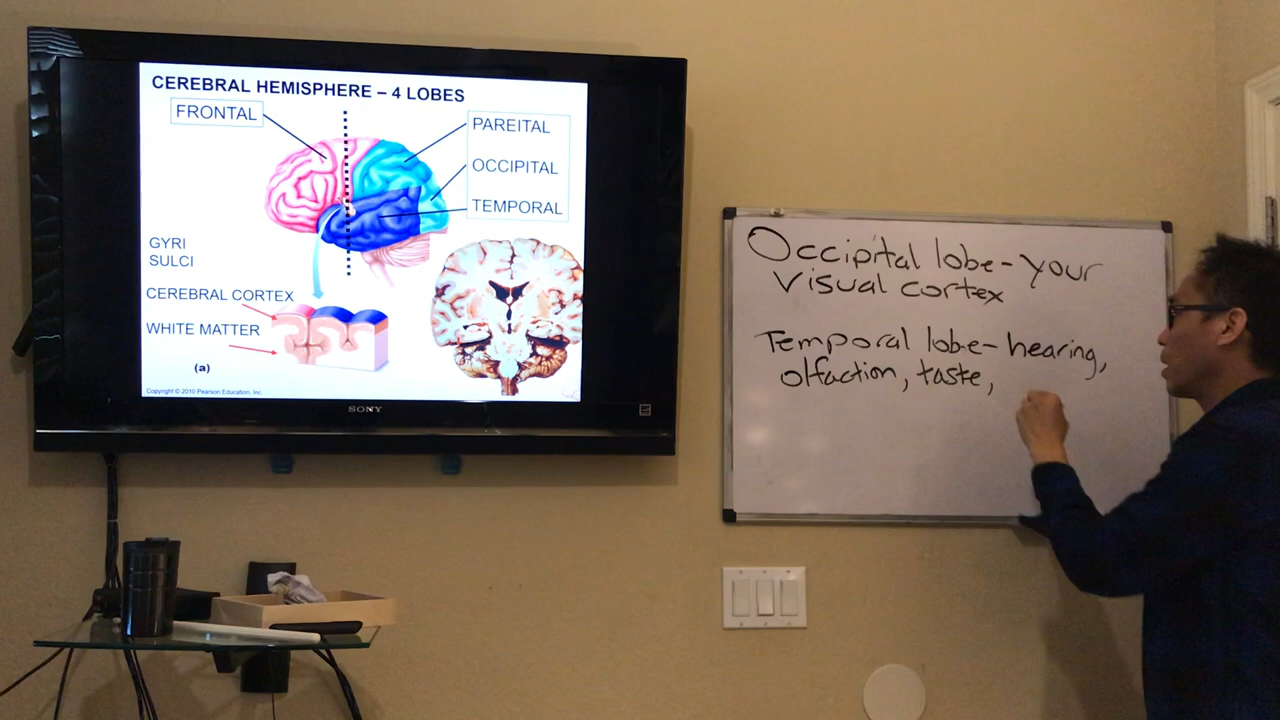 CEREBRAL HEMISPHERE – 4 LOBES
FRONTAL
PAREITAL
OCCIPITAL
TEMPORAL
GYRI
SULCI
CEREBRAL CORTEX
WHITE MATTER
(a)
Copyright © 2010 Pearson Education, Inc
SONY
Occipital lobe - your
visual cortex
Temporal lobe - hearing,
olfaction, taste,